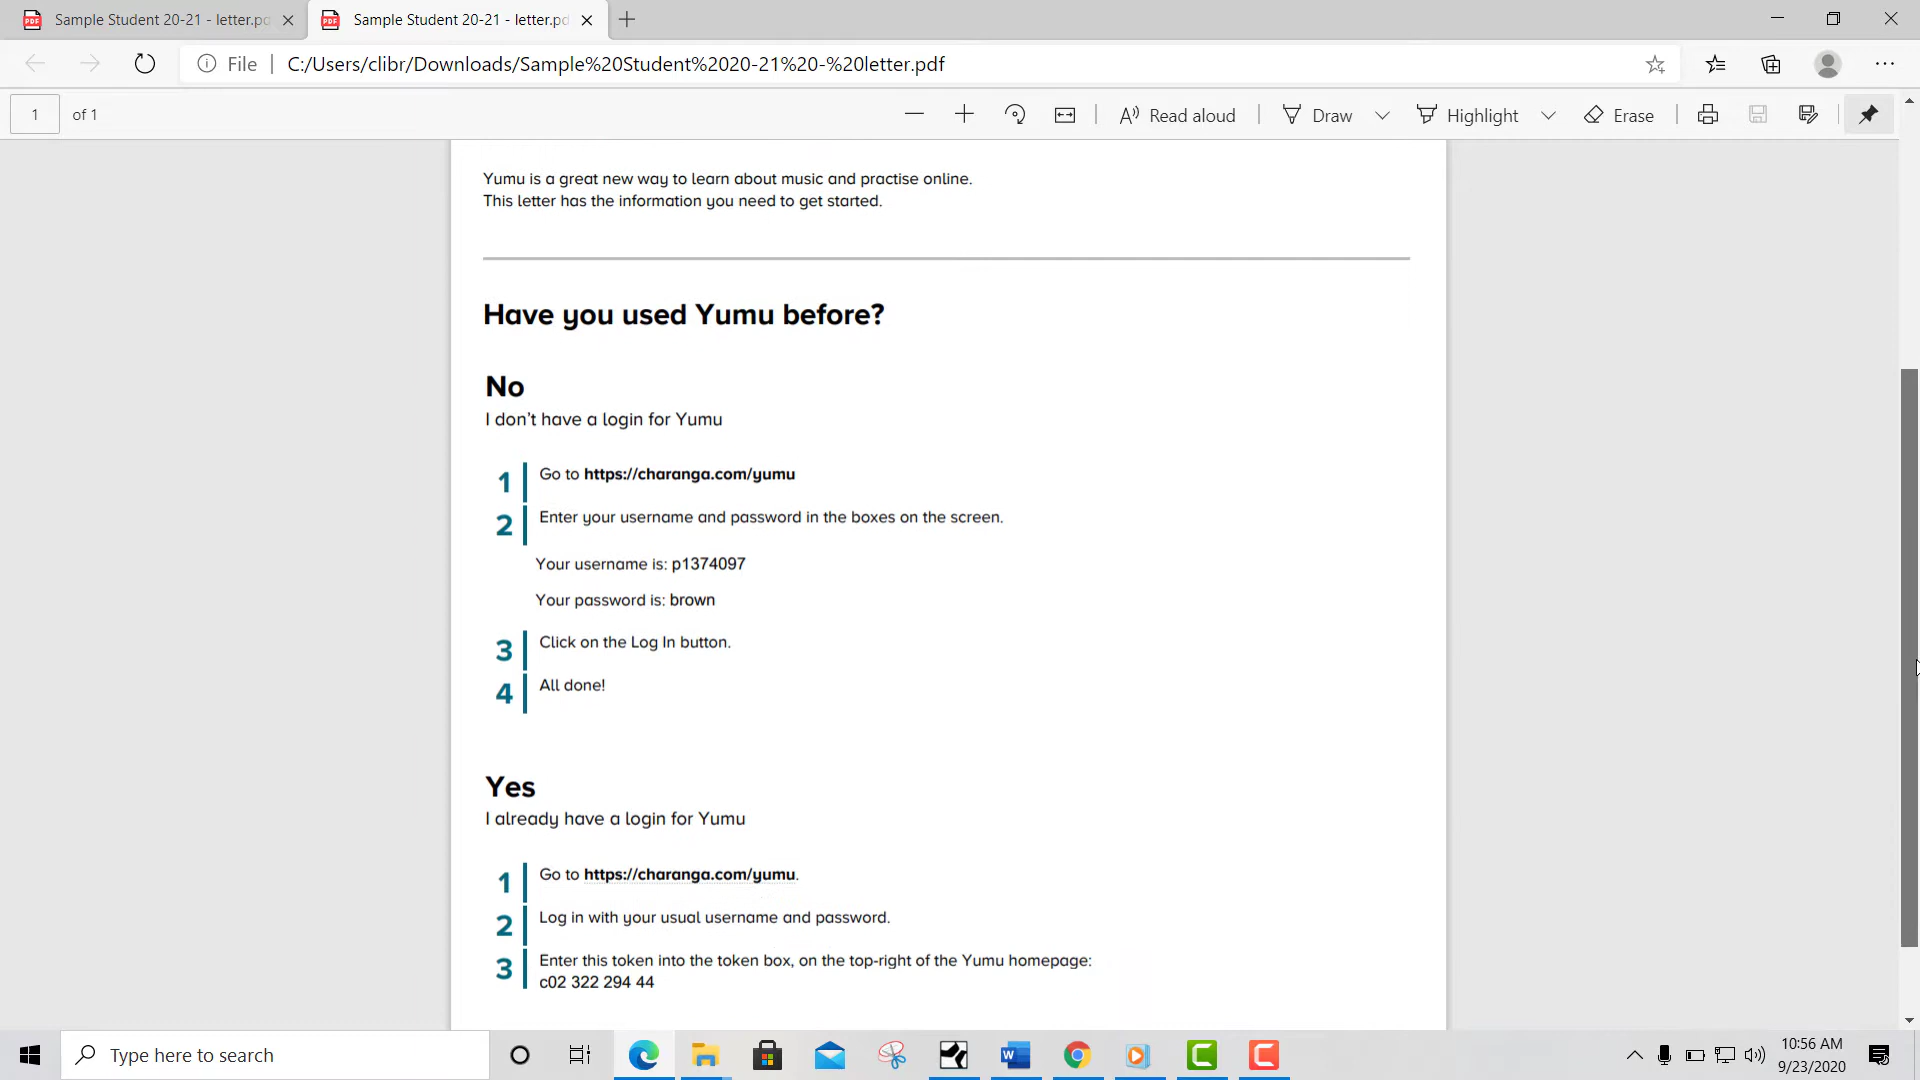 Sample Student 20-21 - letter.pd
Sample Student 20-21 - letter.pd
File
C:/Users/clibr/Downloads/Sample%20Student%2020-21%20-%20letter.pdf
1 of 1
Read aloud
Draw
Highlight
Erase
Yumu is a great new way to learn about music and practise online.
This letter has the information you need to get started.
Have you used Yumu before?
No
I don't have a login for Yumu
1 Go to https://charanga.com/yumu
2 Enter your username and password in the boxes on the screen.
Your username is: p1374097
Your password is: brown
3 Click on the Log In button.
4 All done!
Yes
I already have a login for Yumu
1 Go to https://charanga.com/yumu.
2 Log in with your usual username and password.
3 Enter this token into the token box, on the top-right of the Yumu homepage:
c02 322 294 44
Type here to search
10:56 AM
9/23/2020